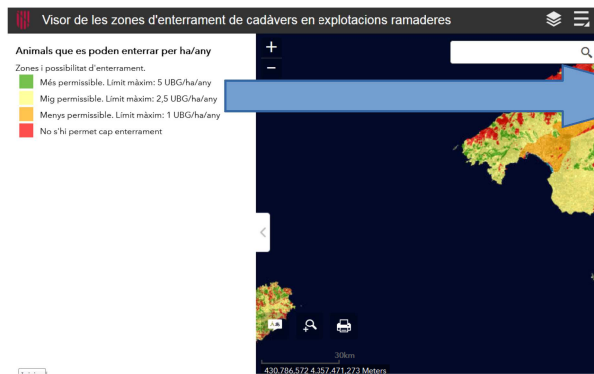 Visor de les zones d'enterrament de cadàvers en explotacions ramaderes
Animals que es poden enterrar per ha/any
Zones i possibilitat d'enterrament.
Més permissible. Límit màxim: 5 UBG/ha/any
Mig permissible. Límit màxim: 2,5 UBG/ha/any
Menys permissible. Límit màxim: 1 UBG/ha/any
No s'hi permet cap enterrament
30km
430.786,572 4.357.471,273 Meters